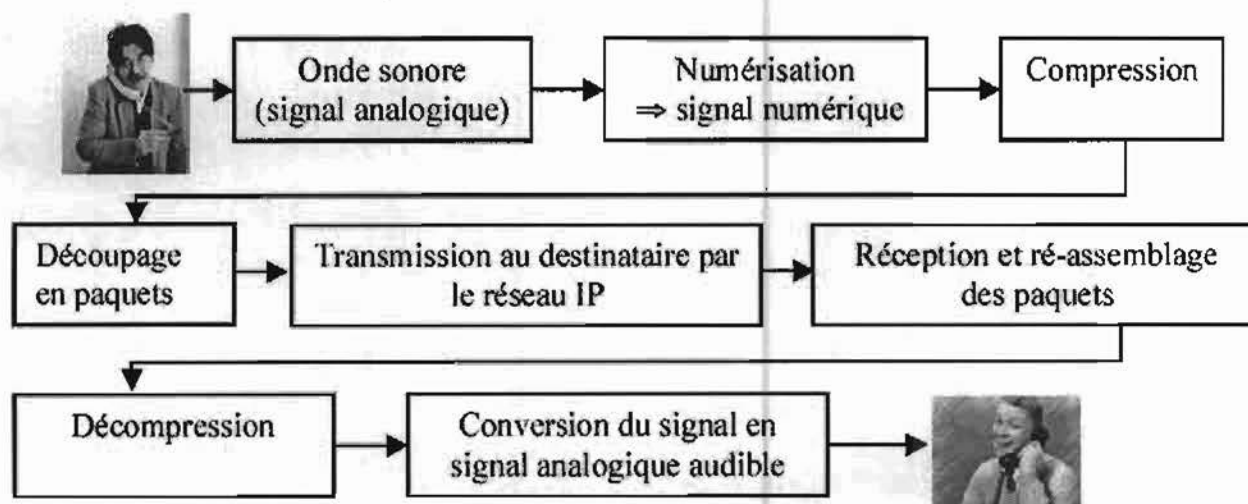 Onde sonore
(signal analogique)
Numérisation
⇒ signal numérique
Compression
Découpage
en paquets
Transmission au destinataire par
le réseau IP
Réception et ré-assemblage
des paquets
Décompression
Conversion du signal en
signal analogique audible